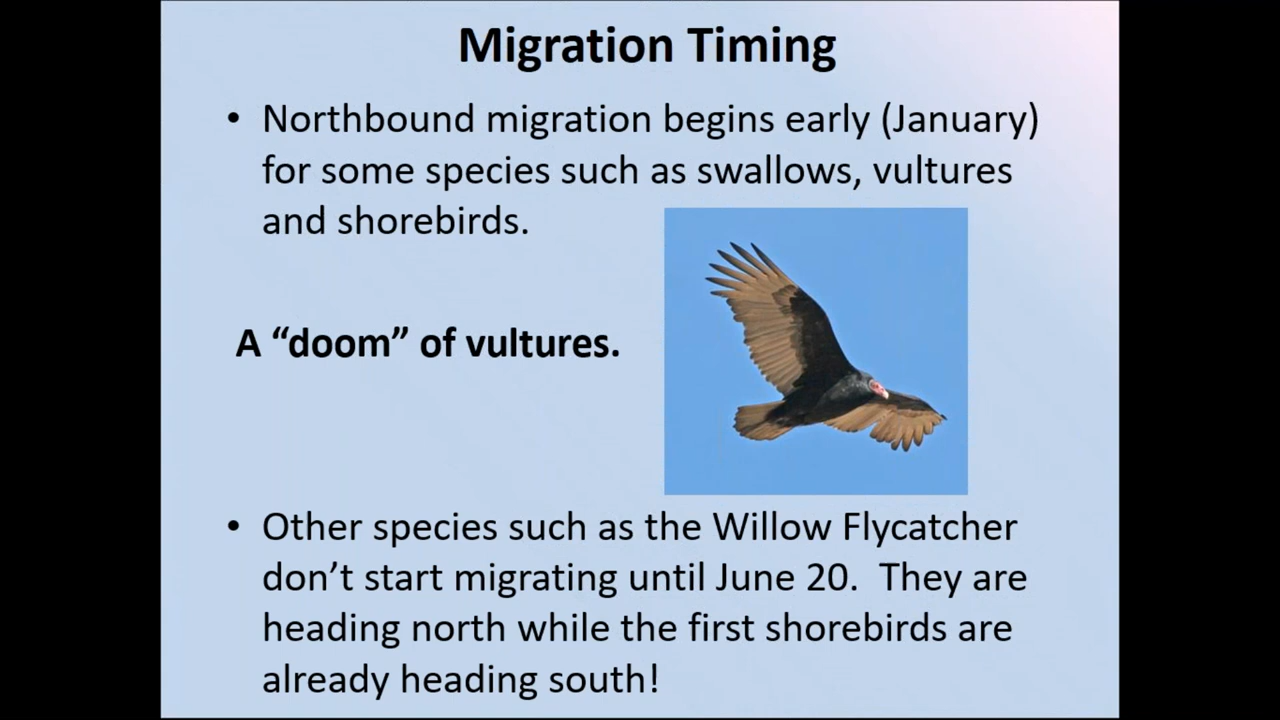 Migration Timing
• Northbound migration begins early (January)
for some species such as swallows, vultures
and shorebirds.
A “doom” of vultures.
• Other species such as the Willow Flycatcher
don’t start migrating until June 20.  They are
heading north while the first shorebirds are
already heading south!